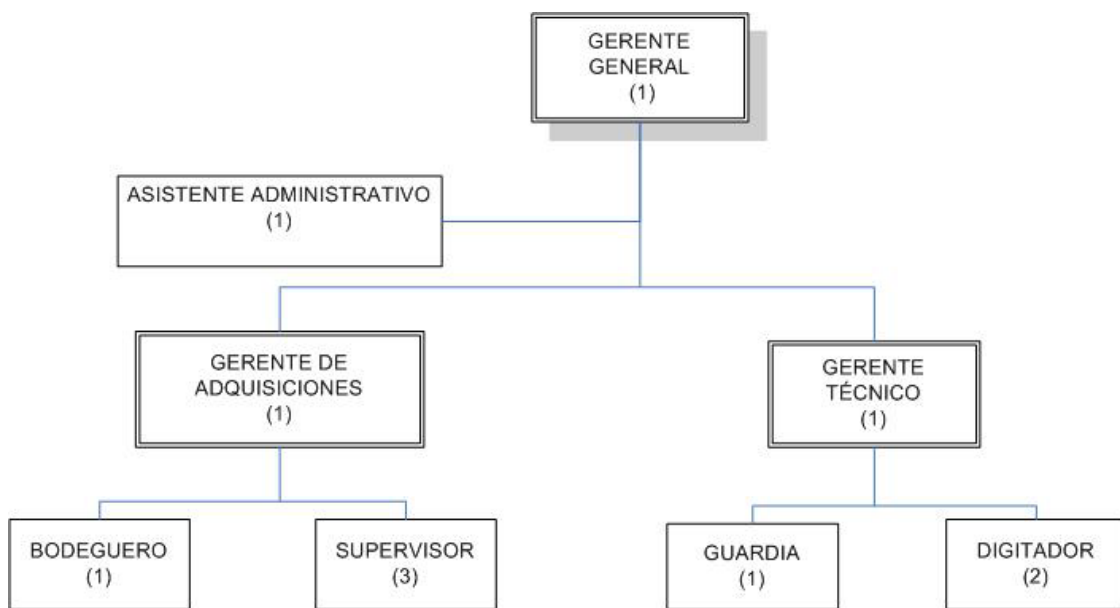 GERENTE
GENERAL
(1)
ASISTENTE ADMINISTRATIVO
(1)
GERENTE DE
ADQUISICIONES
(1)
GERENTE
TÉCNICO
(1)
BODEGUERO
(1)
SUPERVISOR
(3)
GUARDIA
(1)
DIGITADOR
(2)